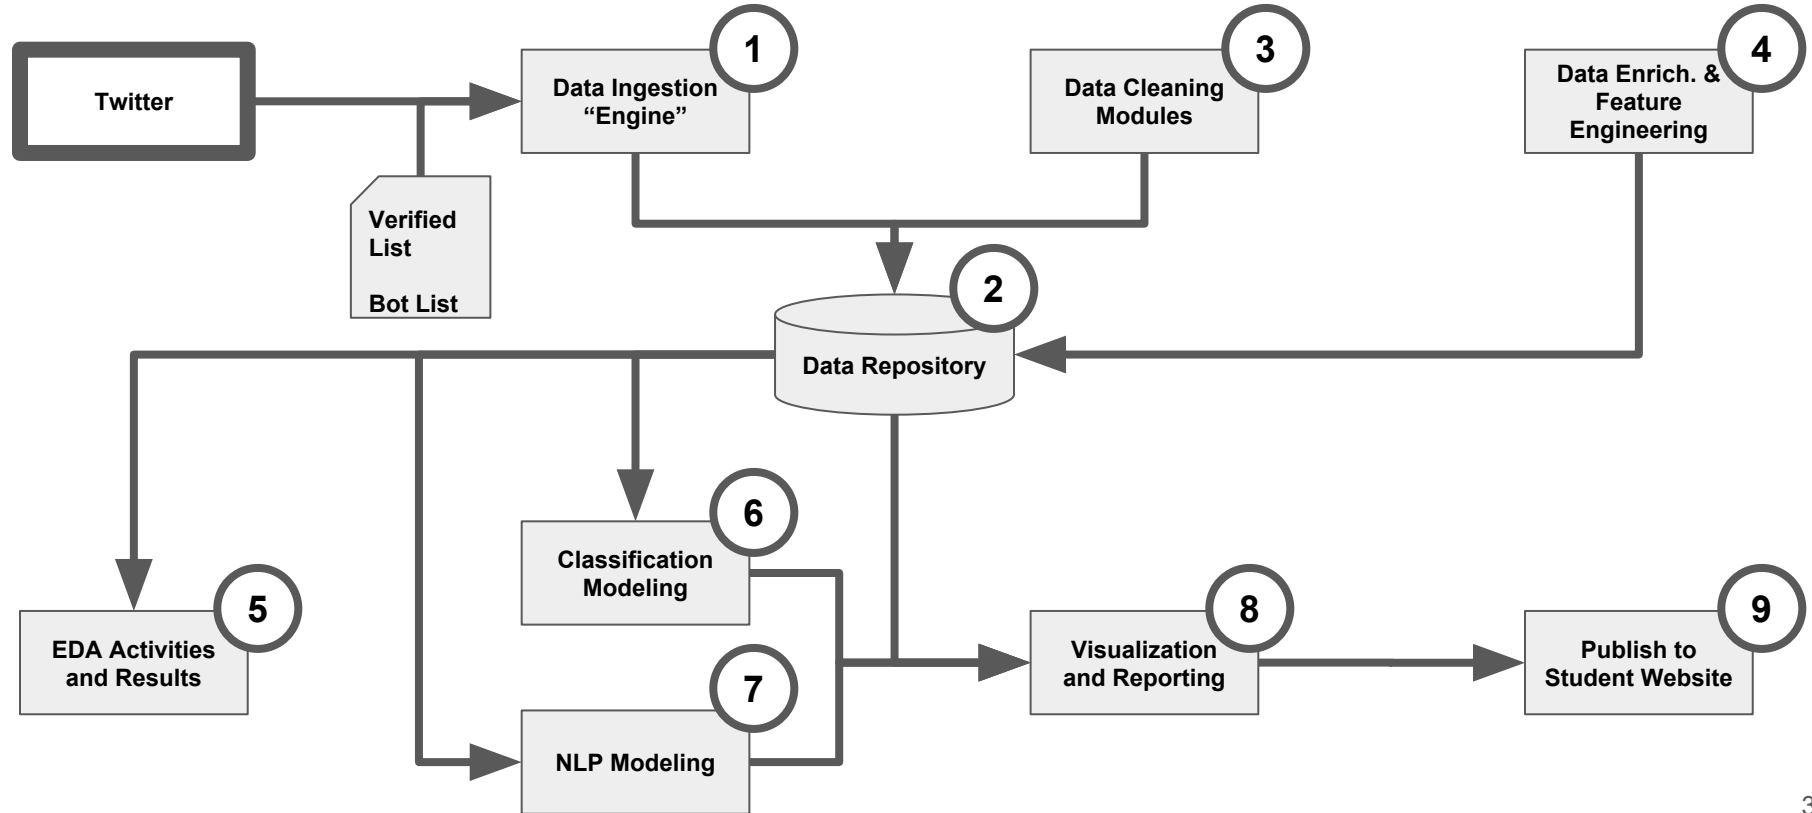 1
3
4
Twitter
Data Ingestion
“Engine”
Data Cleaning
Modules
Data Enrich. &
Feature
Engineering
Verified
List
Bot List
2
Data Repository
6
Classification
Modeling
5
EDA Activities
and Results
8
Visualization
and Reporting
9
Publish to
Student Website
7
NLP Modeling
3